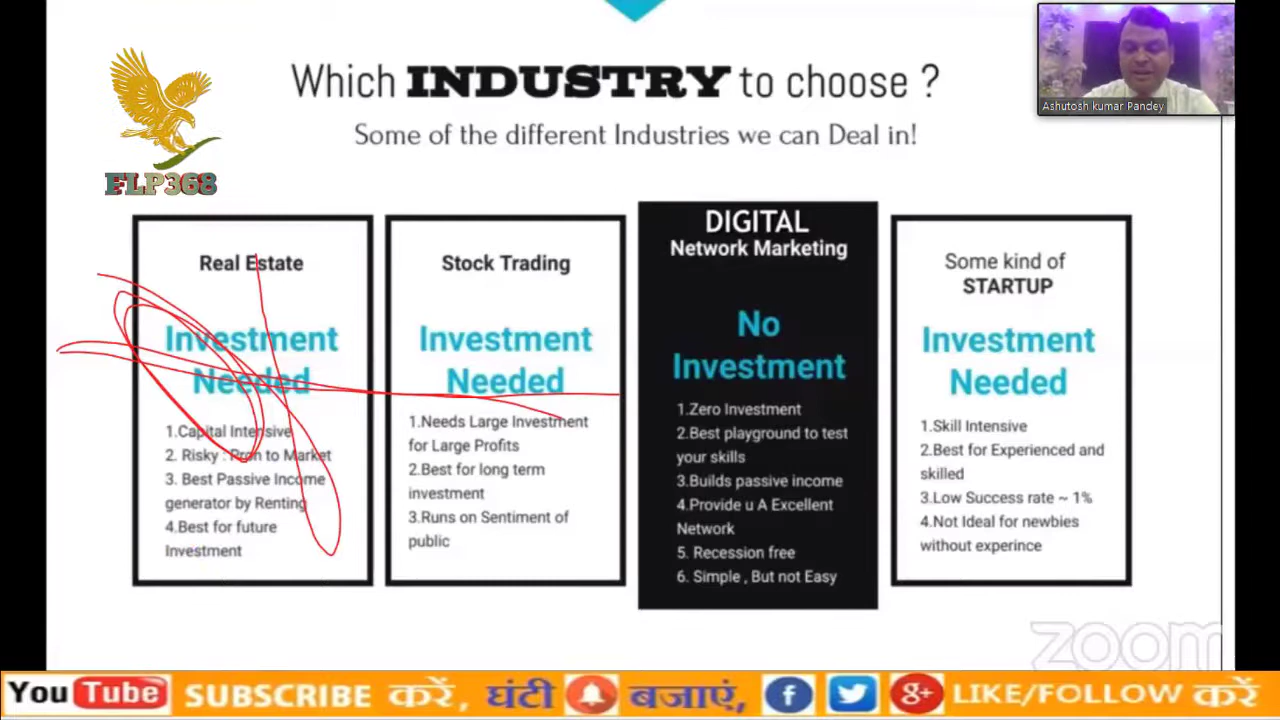 Which INDUSTRY to choose ?
Some of the different Industries we can Deal in!
Ashutosh kumar Pandey
FLP368
Real Estate
Investment
Needed
1.Capital Intensive
2. Risky : Pron to Market
3. Best Passive Income
generator by Renting
4.Best for future
Investment
Stock Trading
Investment
Needed
1.Needs Large Investment
for Large Profits
2.Best for long term
investment
3.Runs on Sentiment of
public
DIGITAL
Network Marketing
No
Investment
1.Zero Investment
2.Best playground to test
your skills
3.Builds passive income
4.Provide u A Excellent
Network
5. Recession free
6. Simple , But not Easy
Some kind of
STARTUP
Investment
Needed
1.Skill Intensive
2.Best for Experienced and
skilled
3.Low Success rate ~ 1%
4.Not Ideal for newbies
without experince
zoom
YouTube SUBSCRIBE करें, घंटी बजाएं, f g+ LIKE/FOLLOW करें